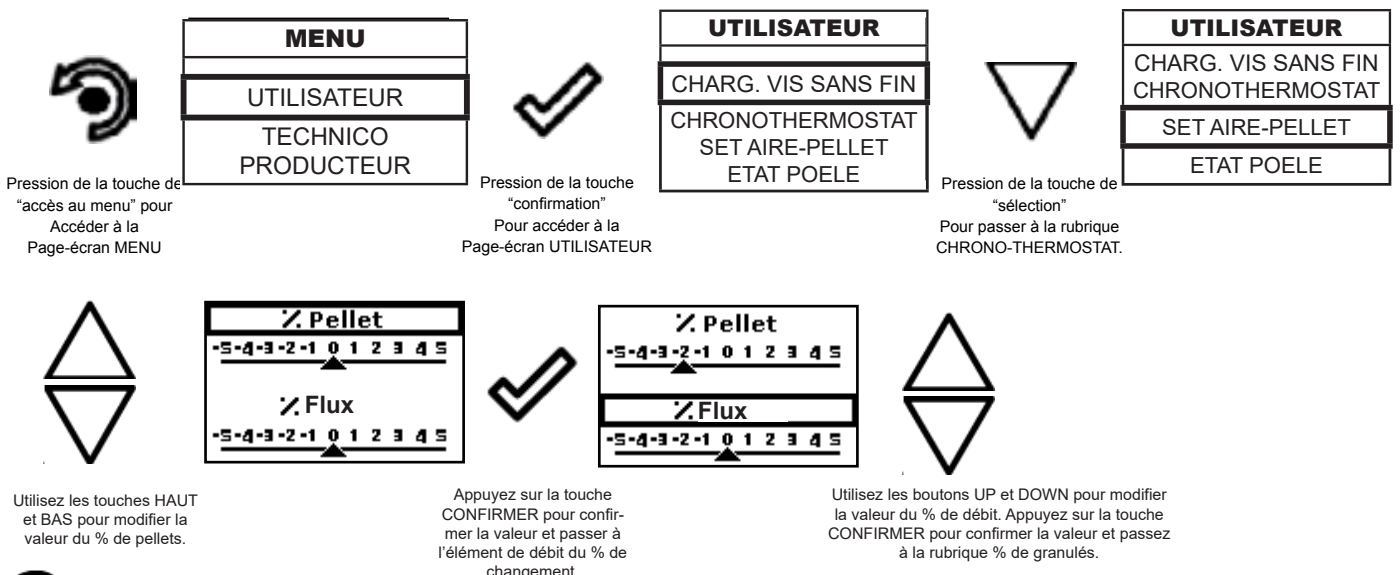 MENU
UTILISATEUR
TECHNICO
PRODUCTEUR
Pression de la touche de
“accès au menu” pour
Accéder à la
Page-écran MENU
Pression de la touche
“confirmation”
Pour accéder à la
Page-écran UTILISATEUR
UTILISATEUR
CHARG. VIS SANS FIN
CHRONOTHERMOSTAT
SET AIRE-PELLET
ETAT POELE
Pression de la touche de
“sélection”
Pour passer à la rubrique
CHRONO-THERMOSTAT.
UTILISATEUR
CHARG. VIS SANS FIN
CHRONOTHERMOSTAT
SET AIRE-PELLET
ETAT POELE
Utilisez les touches HAUT
et BAS pour modifier la
valeur du % de pellets.
% Pellet
-5-4-3-2-1 0 1 2 3 4 5
% Flux
-5-4-3-2-1 0 1 2 3 4 5
Appuyez sur la touche
CONFIRMER pour confir-
mer la valeur et passer à
l’élément de débit du % de
changement
% Pellet
-5-4-3-2-1 0 1 2 3 4 5
% Flux
-5-4-3-2-1 0 1 2 3 4 5
Utilisez les boutons UP et DOWN pour modifier
la valeur du % de débit. Appuyez sur la touche
CONFIRMER pour confirmer la valeur et passez
à la rubrique % de granulés.